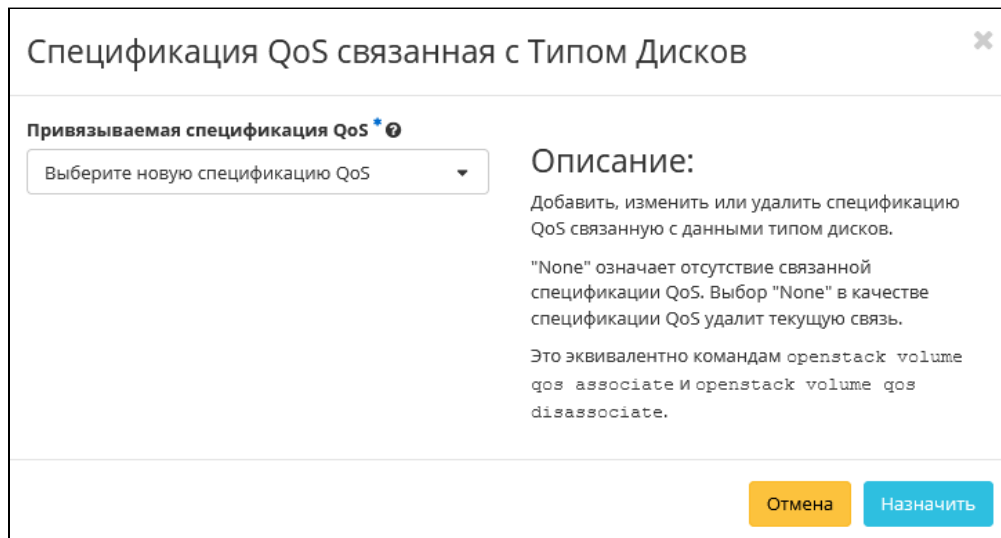 Спецификация QoS связанная с Типом Дисков
Привязываемая спецификация QoS *
Выберите новую спецификацию QoS
Описание:
Добавить, изменить или удалить спецификацию
QoS связанную с данными типом дисков.
"None" означает отсутствие связанной
спецификации QoS. Выбор "None" в качестве
спецификации QoS удалит текущую связь.
Это эквивалентно командам openstack volume
qos associate и openstack volume qos
disassociate.
Отмена
Назначить